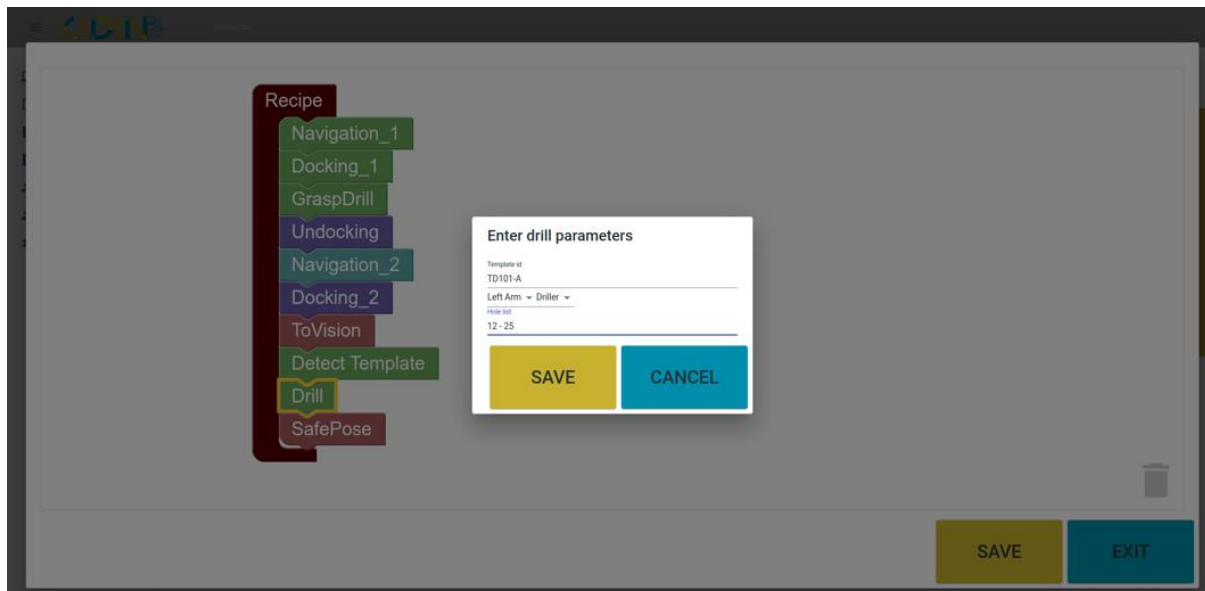 Recipe
Navigation_1
Docking_1
GraspDrill
Undocking
Navigation_2
Docking_2
ToVision
Detect Template
Drill
SafePose
Enter drill parameters
Template id
TD101-A
Left Arm Driller
Hole list
12 - 25
SAVE CANCEL
SAVE EXIT